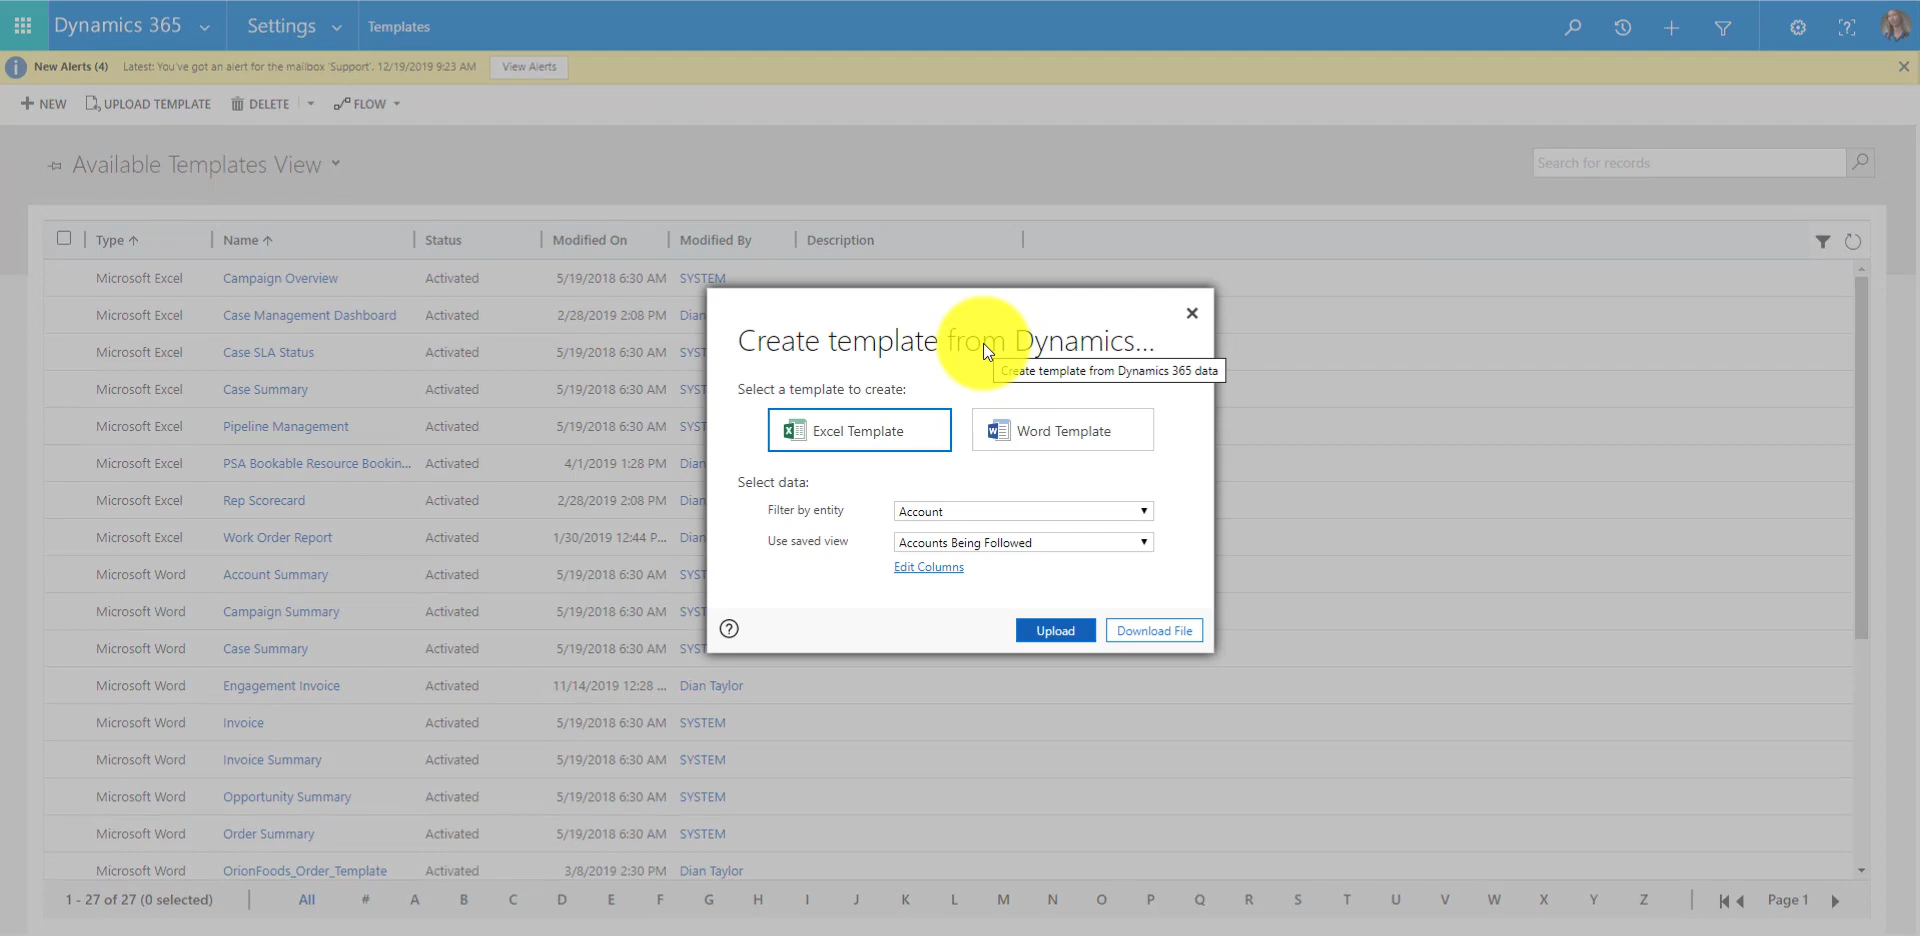 Dynamics 365 Settings Templates
New Alerts (4) Latest: You've got an alert for the mailbox 'Support'. 12/19/2019 9:23 AM View Alerts
NEW UPLOAD TEMPLATE DELETE FLOW
Available Templates View
Search for records
Type Name Status Modified On Modified By Description
Microsoft Excel Campaign Overview Activated 5/19/2018 6:30 AM SYSTEM
Microsoft Excel Case Management Dashboard Activated 2/28/2019 2:08 PM Dian
Microsoft Excel Case SLA Status Activated 5/19/2018 6:30 AM SYST
Microsoft Excel Case Summary Activated 5/19/2018 6:30 AM SYST
Microsoft Excel Pipeline Management Activated 5/19/2018 6:30 AM SYST
Microsoft Excel PSA Bookable Resource Bookin... Activated 4/1/2019 1:28 PM Dian
Microsoft Excel Rep Scorecard Activated 2/28/2019 2:08 PM Dian
Microsoft Excel Work Order Report Activated 1/30/2019 12:44 P... Dian
Microsoft Word Account Summary Activated 5/19/2018 6:30 AM SYST
Microsoft Word Campaign Summary Activated 5/19/2018 6:30 AM SYST
Microsoft Word Case Summary Activated 5/19/2018 6:30 AM SYST
Microsoft Word Engagement Invoice Activated 11/14/2019 12:28 ... Dian Taylor
Microsoft Word Invoice Activated 5/19/2018 6:30 AM SYSTEM
Microsoft Word Invoice Summary Activated 5/19/2018 6:30 AM SYSTEM
Microsoft Word Opportunity Summary Activated 5/19/2018 6:30 AM SYSTEM
Microsoft Word Order Summary Activated 5/19/2018 6:30 AM SYSTEM
Microsoft Word OrionFoods_Order_Template Activated 3/8/2019 2:30 PM Dian Taylor
Create template from Dynamics...
Create template from Dynamics 365 data
Select a template to create:
Excel Template Word Template
Select data:
Filter by entity Account
Use saved view Accounts Being Followed
Edit Columns
Upload Download File
1 - 27 of 27 (0 selected) All # A B C D E F G H I J K L M N O P Q R S T U V W X Y Z Page 1